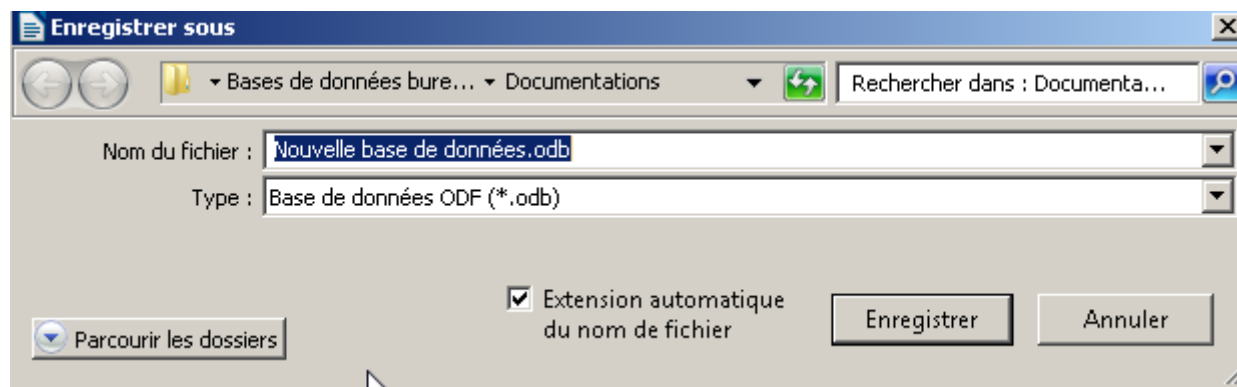 Enregistrer sous
Bases de données bure... Documentations
Rechercher dans : Documenta...
Nom du fichier : Nouvelle base de données.odb
Type : Base de données ODF (*.odb)
Extension automatique
du nom de fichier
Enregistrer
Annuler
Parcourir les dossiers